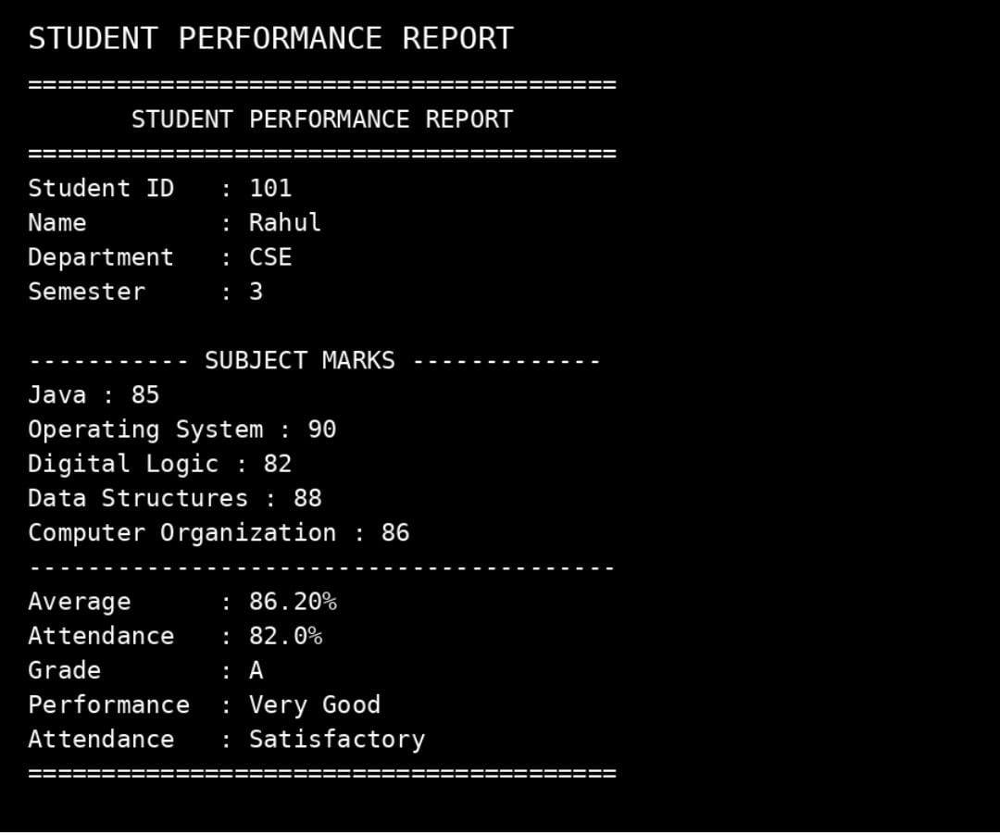 STUDENT PERFORMANCE REPORT
========================================
       STUDENT PERFORMANCE REPORT
========================================
Student ID   : 101
Name         : Rahul
Department   : CSE
Semester     : 3

----------- SUBJECT MARKS -------------
Java : 85
Operating System : 90
Digital Logic : 82
Data Structures : 88
Computer Organization : 86
----------------------------------------
Average      : 86.20%
Attendance   : 82.0%
Grade        : A
Performance  : Very Good
Attendance   : Satisfactory
========================================